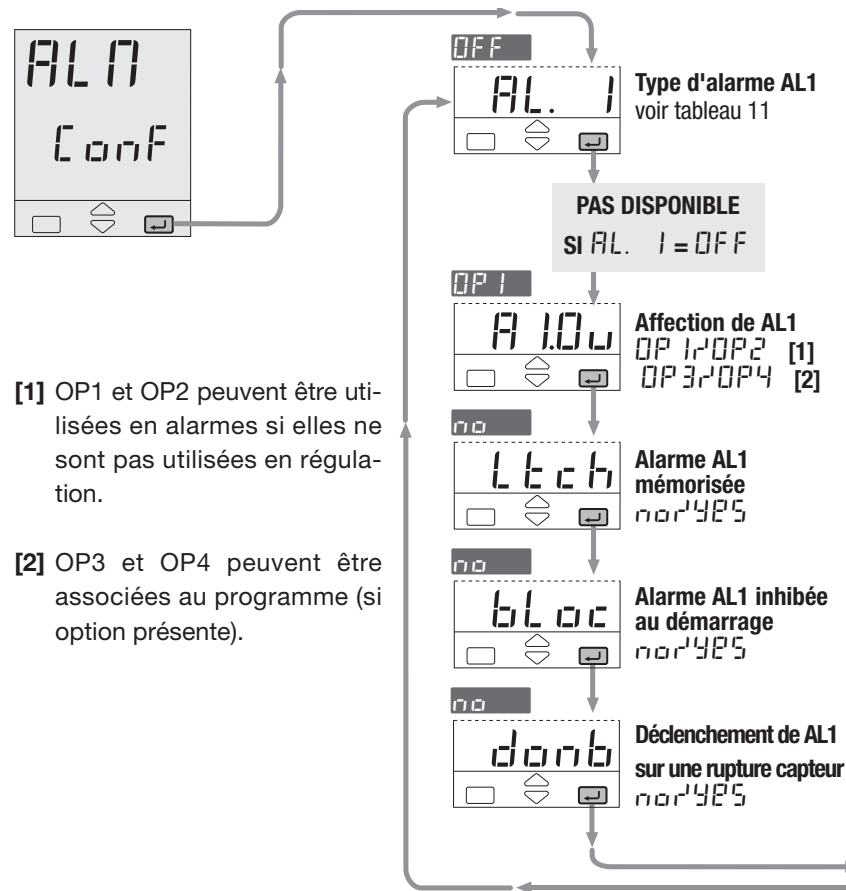 ALM
Conf
OFF
AL. 1
Type d'alarme AL1
voir tableau 11
PAS DISPONIBLE
SI AL. 1 = OFF
OP1
A1.Ou
Affection de AL1
OP1/OP2 [1]
OP3/OP4 [2]
[1] OP1 et OP2 peuvent être uti-
lisées en alarmes si elles ne
sont pas utilisées en régula-
tion.
no
Ltch
Alarme AL1
mémorisée
no/YES
[2] OP3 et OP4 peuvent être
associées au programme (si
option présente).
no
bLoc
Alarme AL1 inhibée
au démarrage
no/YES
no
donb
Déclenchement de AL1
sur une rupture capteur
no/YES